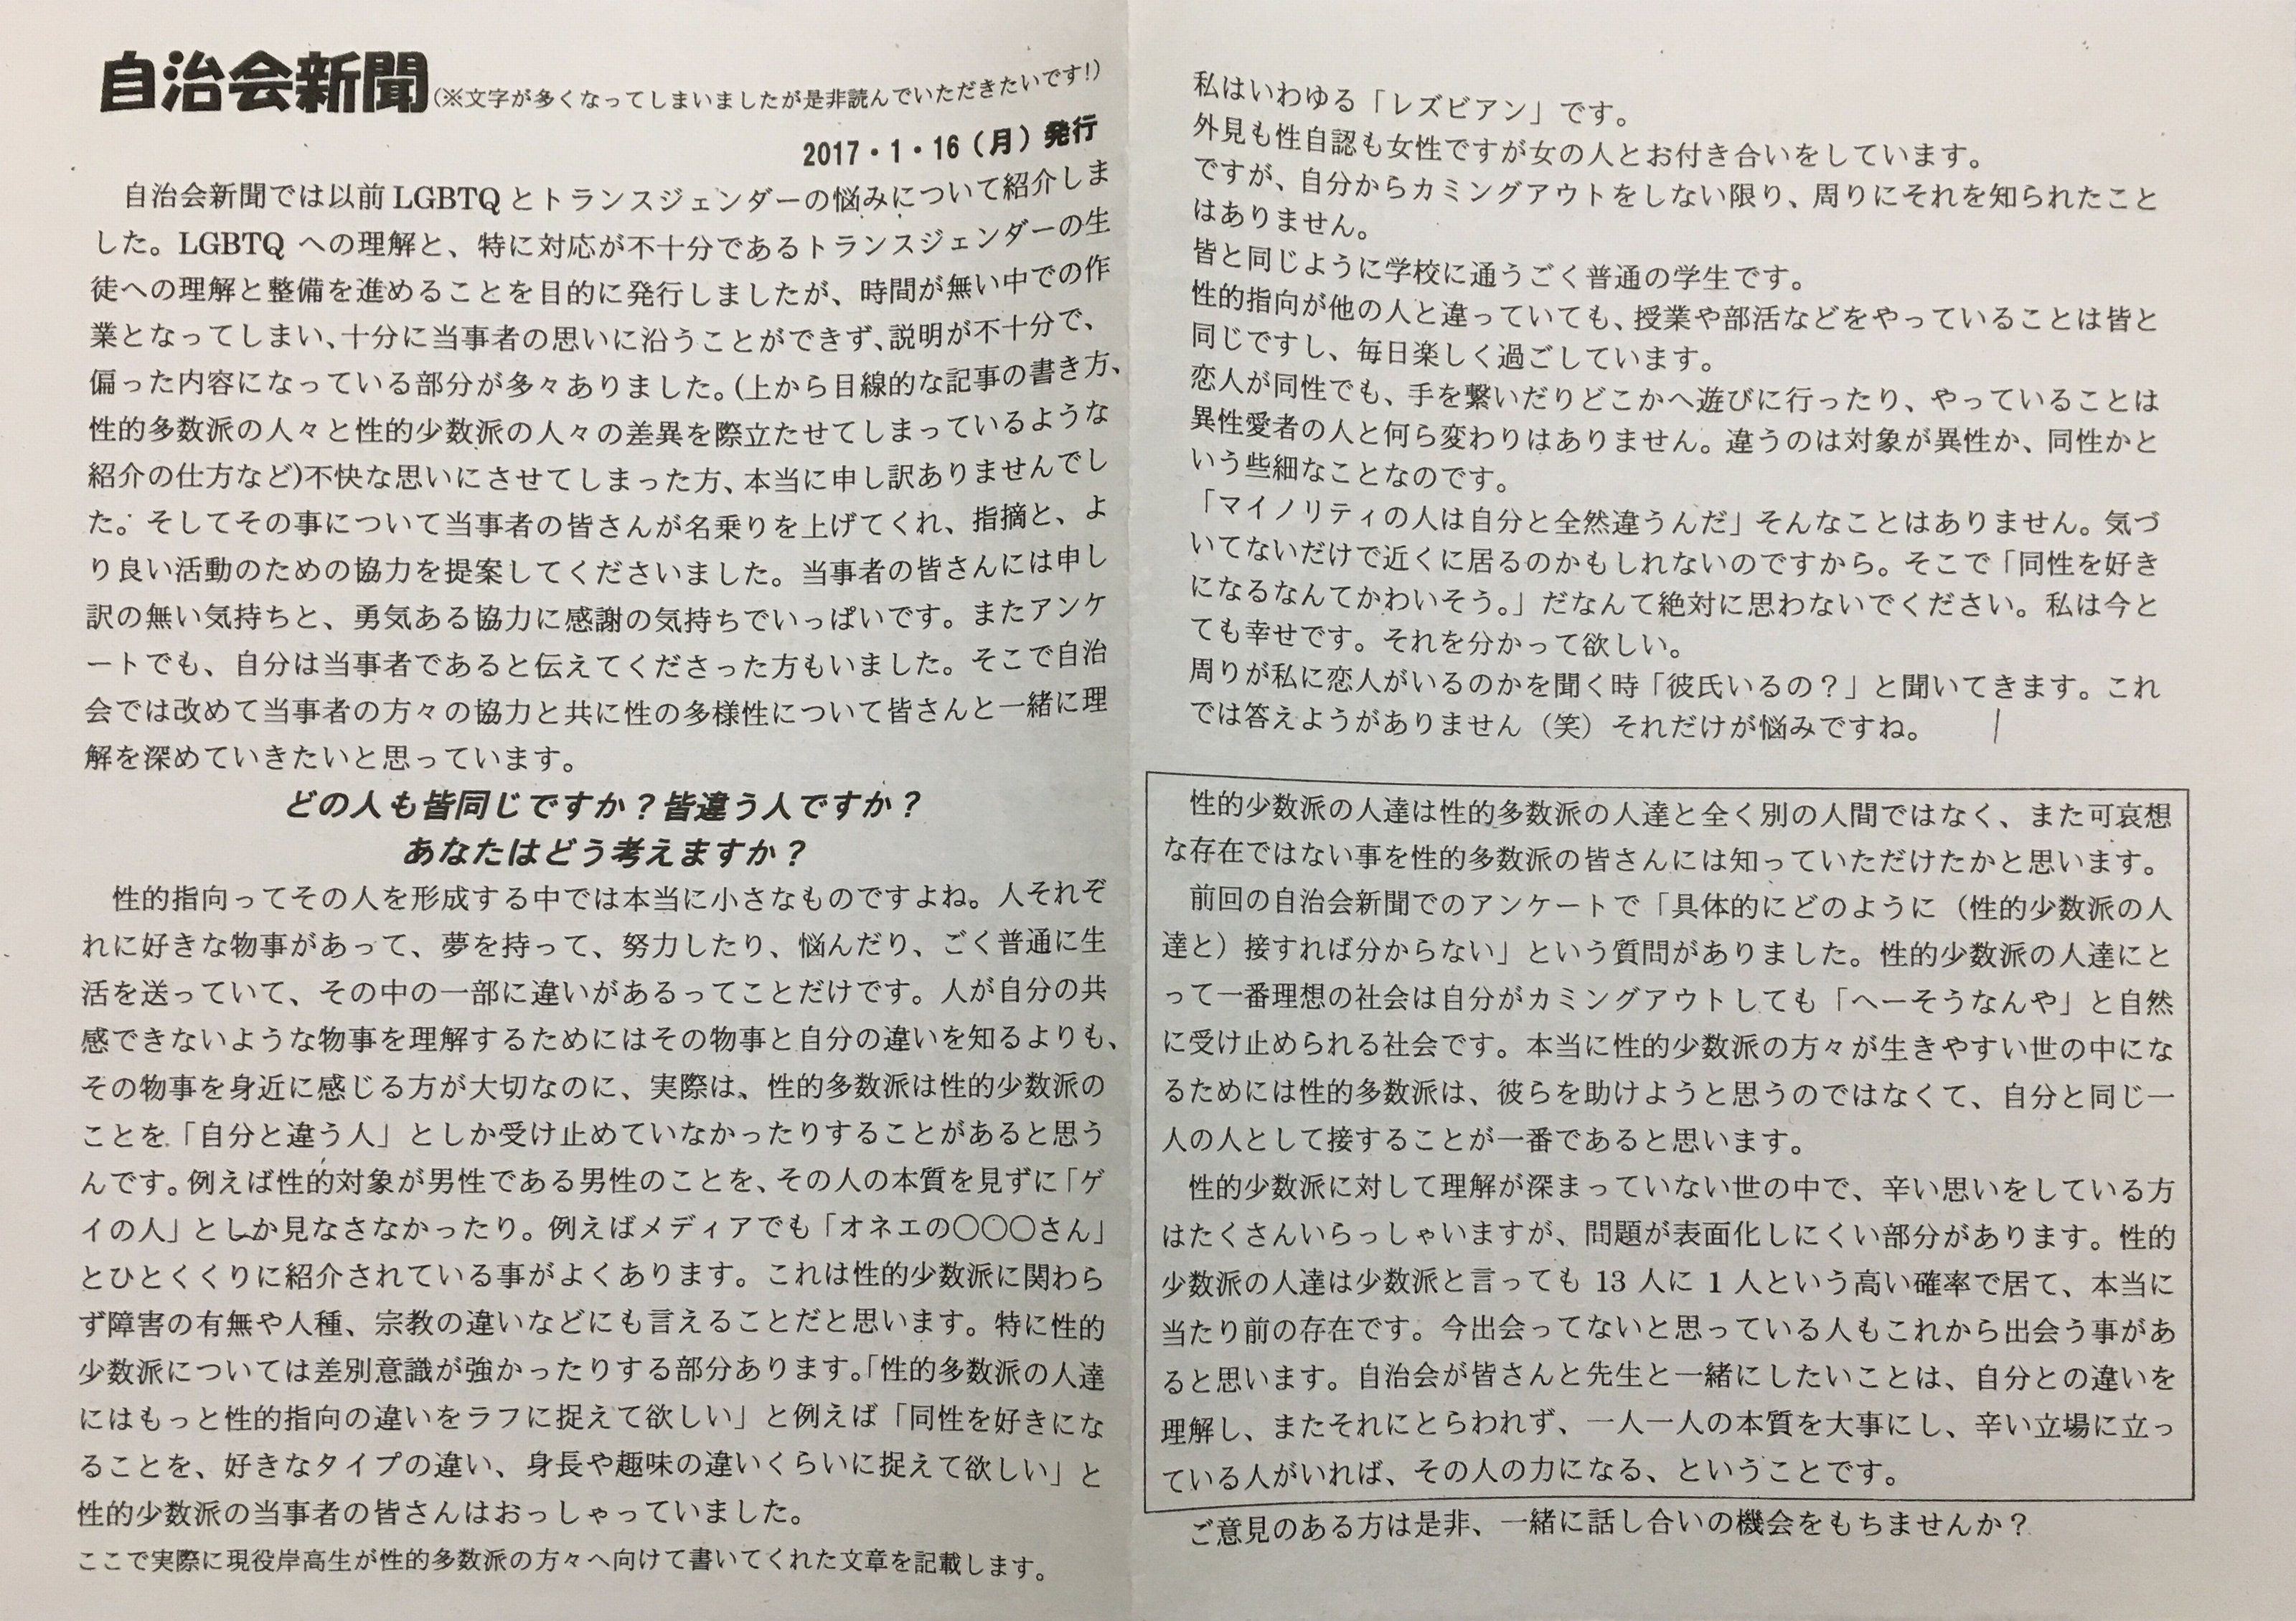 自治会新聞(※文字が多くなってしまいましたが是非読んでいただきたいです!)
2017・1・16(月)発行
自治会新聞では以前 LGBTQ とトランスジェンダーの悩みについて紹介しま
した。LGBTQ への理解と、特に対応が不十分であるトランスジェンダーの生
徒への理解と整備を進めることを目的に発行しましたが、時間が無い中での作
業となってしまい、十分に当事者の思いに沿うことができず、説明が不十分で、
偏った内容になっている部分が多々ありました。(上から目線的な記事の書き方、
性的多数派の人々と性的少数派の人々の差異を際立たせてしまっているような
紹介の仕方など)不快な思いにさせてしまった方、本当に申し訳ありませんでし
た。そしてその事について当事者の皆さんが名乗りを上げてくれ、指摘と、よ
り良い活動のための協力を提案してくださいました。当事者の皆さんには申し
訳の無い気持ちと、勇気ある協力に感謝の気持ちでいっぱいです。またアンケ
ートでも、自分は当事者であると伝えてくださった方もいました。そこで自治
会では改めて当事者の方々の協力と共に性の多様性について皆さんと一緒に理
解を深めていきたいと思っています。
どの人も皆同じですか?皆違う人ですか?
あなたはどう考えますか?
性的指向ってその人を形成する中では本当に小さなものですよね。人それぞ
れに好きな物事があって、夢を持って、努力したり、悩んだり、ごく普通に生
活を送っていて、その中の一部に違いがあるってことだけです。人が自分の共
感できないような物事を理解するためにはその物事と自分の違いを知るよりも、
その物事を身近に感じる方が大切なのに、実際は、性的多数派は性的少数派の
ことを「自分と違う人」としか受け止めていなかったりすることがあると思う
んです。例えば性的対象が男性である男性のことを、その人の本質を見ずに「ゲ
イの人」としか見なさなかったり。例えばメディアでも「オネエの〇〇〇さん」
とひとくくりに紹介されている事がよくあります。これは性的少数派に関わら
ず障害の有無や人種、宗教の違いなどにも言えることだと思います。特に性的
少数派については差別意識が強かったりする部分あります。「性的多数派の人達
にはもっと性的指向の違いをラフに捉えて欲しい」と例えば「同性を好きにな
ることを、好きなタイプの違い、身長や趣味の違いくらいに捉えて欲しい」と
性的少数派の当事者の皆さんはおっしゃっていました。
ここで実際に現役岸高生が性的多数派の方々へ向けて書いてくれた文章を記載します。
私はいわゆる「レズビアン」です。
外見も性自認も女性ですが女の人とお付き合いをしています。
ですが、自分からカミングアウトをしない限り、周りにそれを知られたこと
はありません。
皆と同じように学校に通うごく普通の学生です。
性的指向が他の人と違っていても、授業や部活などをやっていることは皆と
同じですし、毎日楽しく過ごしています。
恋人が同性でも、手を繋いだりどこかへ遊びに行ったり、やっていることは
異性愛者の人と何ら変わりはありません。違うのは対象が異性か、同性かと
いう些細なことなのです。
「マイノリティの人は自分と全然違うんだ」そんなことはありません。気づ
いてないだけで近くに居るのかもしれないのですから。そこで「同性を好き
になるなんてかわいそう。」だなんて絶対に思わないでください。私は今と
ても幸せです。それを分かって欲しい。
周りが私に恋人がいるのかを聞く時「彼氏いるの?」と聞いてきます。これ
では答えようがありません(笑)それだけが悩みですね。
性的少数派の人達は性的多数派の人達と全く別の人間ではなく、また可哀想
な存在ではない事を性的多数派の皆さんには知っていただけたかと思います。
前回の自治会新聞でのアンケートで「具体的にどのように(性的少数派の人
達と)接すれば分からない」という質問がありました。性的少数派の人達にと
って一番理想の社会は自分がカミングアウトしても「へーそうなんや」と自然
に受け止められる社会です。本当に性的少数派の方々が生きやすい世の中にな
るためには性的多数派は、彼らを助けようと思うのではなくて、自分と同じ一
人の人として接することが一番であると思います。
性的少数派に対して理解が深まっていない世の中で、辛い思いをしている方
はたくさんいらっしゃいますが、問題が表面化しにくい部分があります。性的
少数派の人達は少数派と言っても 13 人に 1 人という高い確率で居て、本当に
当たり前の存在です。今出会ってないと思っている人もこれから出会う事があ
ると思います。自治会が皆さんと先生と一緒にしたいことは、自分との違いを
理解し、またそれにとらわれず、一人一人の本質を大事にし、辛い立場に立っ
ている人がいれば、その人の力になる、ということです。
ご意見のある方は是非、一緒に話し合いの機会をもちませんか?